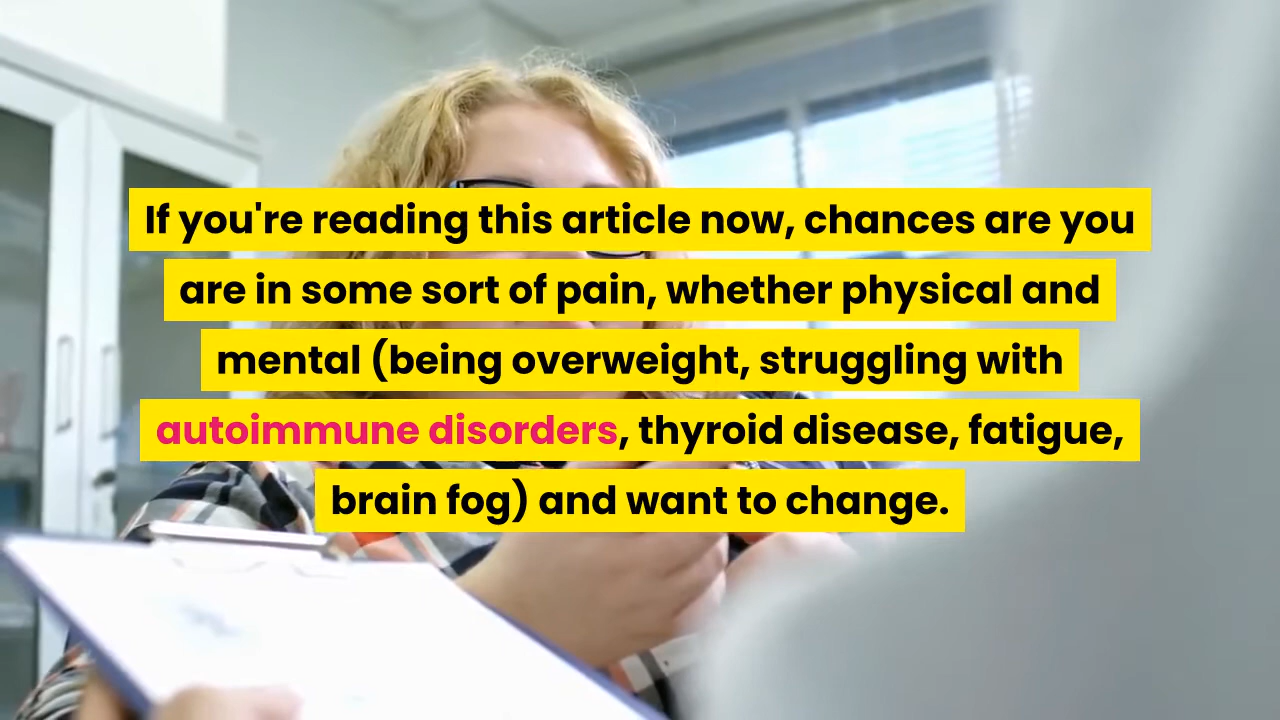 If you're reading this article now, chances are you
are in some sort of pain, whether physical and
mental (being overweight, struggling with
autoimmune disorders, thyroid disease, fatigue,
brain fog) and want to change.